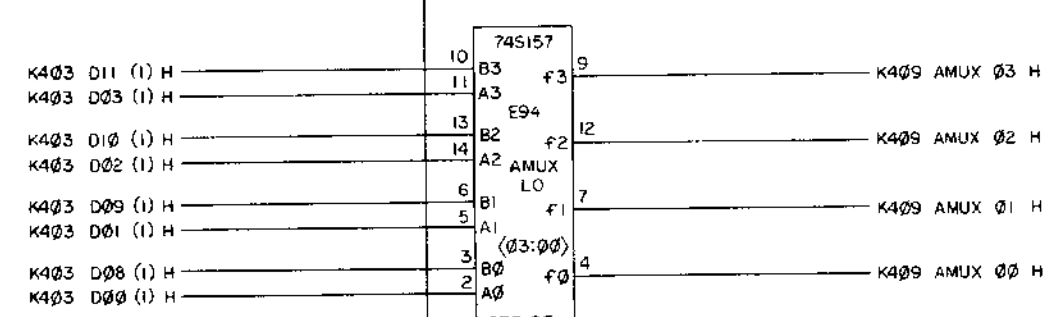 74S157
K4Ø3 D11 (1) H 10 B3 f3 9 K4Ø9 AMUX Ø3 H
K4Ø3 DØ3 (1) H 11 A3
E94
K4Ø3 D1Ø (1) H 13 B2 f2 12 K4Ø9 AMUX Ø2 H
K4Ø3 DØ2 (1) H 14 A2 AMUX
LO
K4Ø3 DØ9 (1) H 6 B1 f1 7 K4Ø9 AMUX Ø1 H
K4Ø3 DØ1 (1) H 5 A1
⟨Ø3:ØØ⟩
K4Ø3 DØ8 (1) H 3 BØ fØ 4 K4Ø9 AMUX ØØ H
K4Ø3 DØØ (1) H 2 AØ